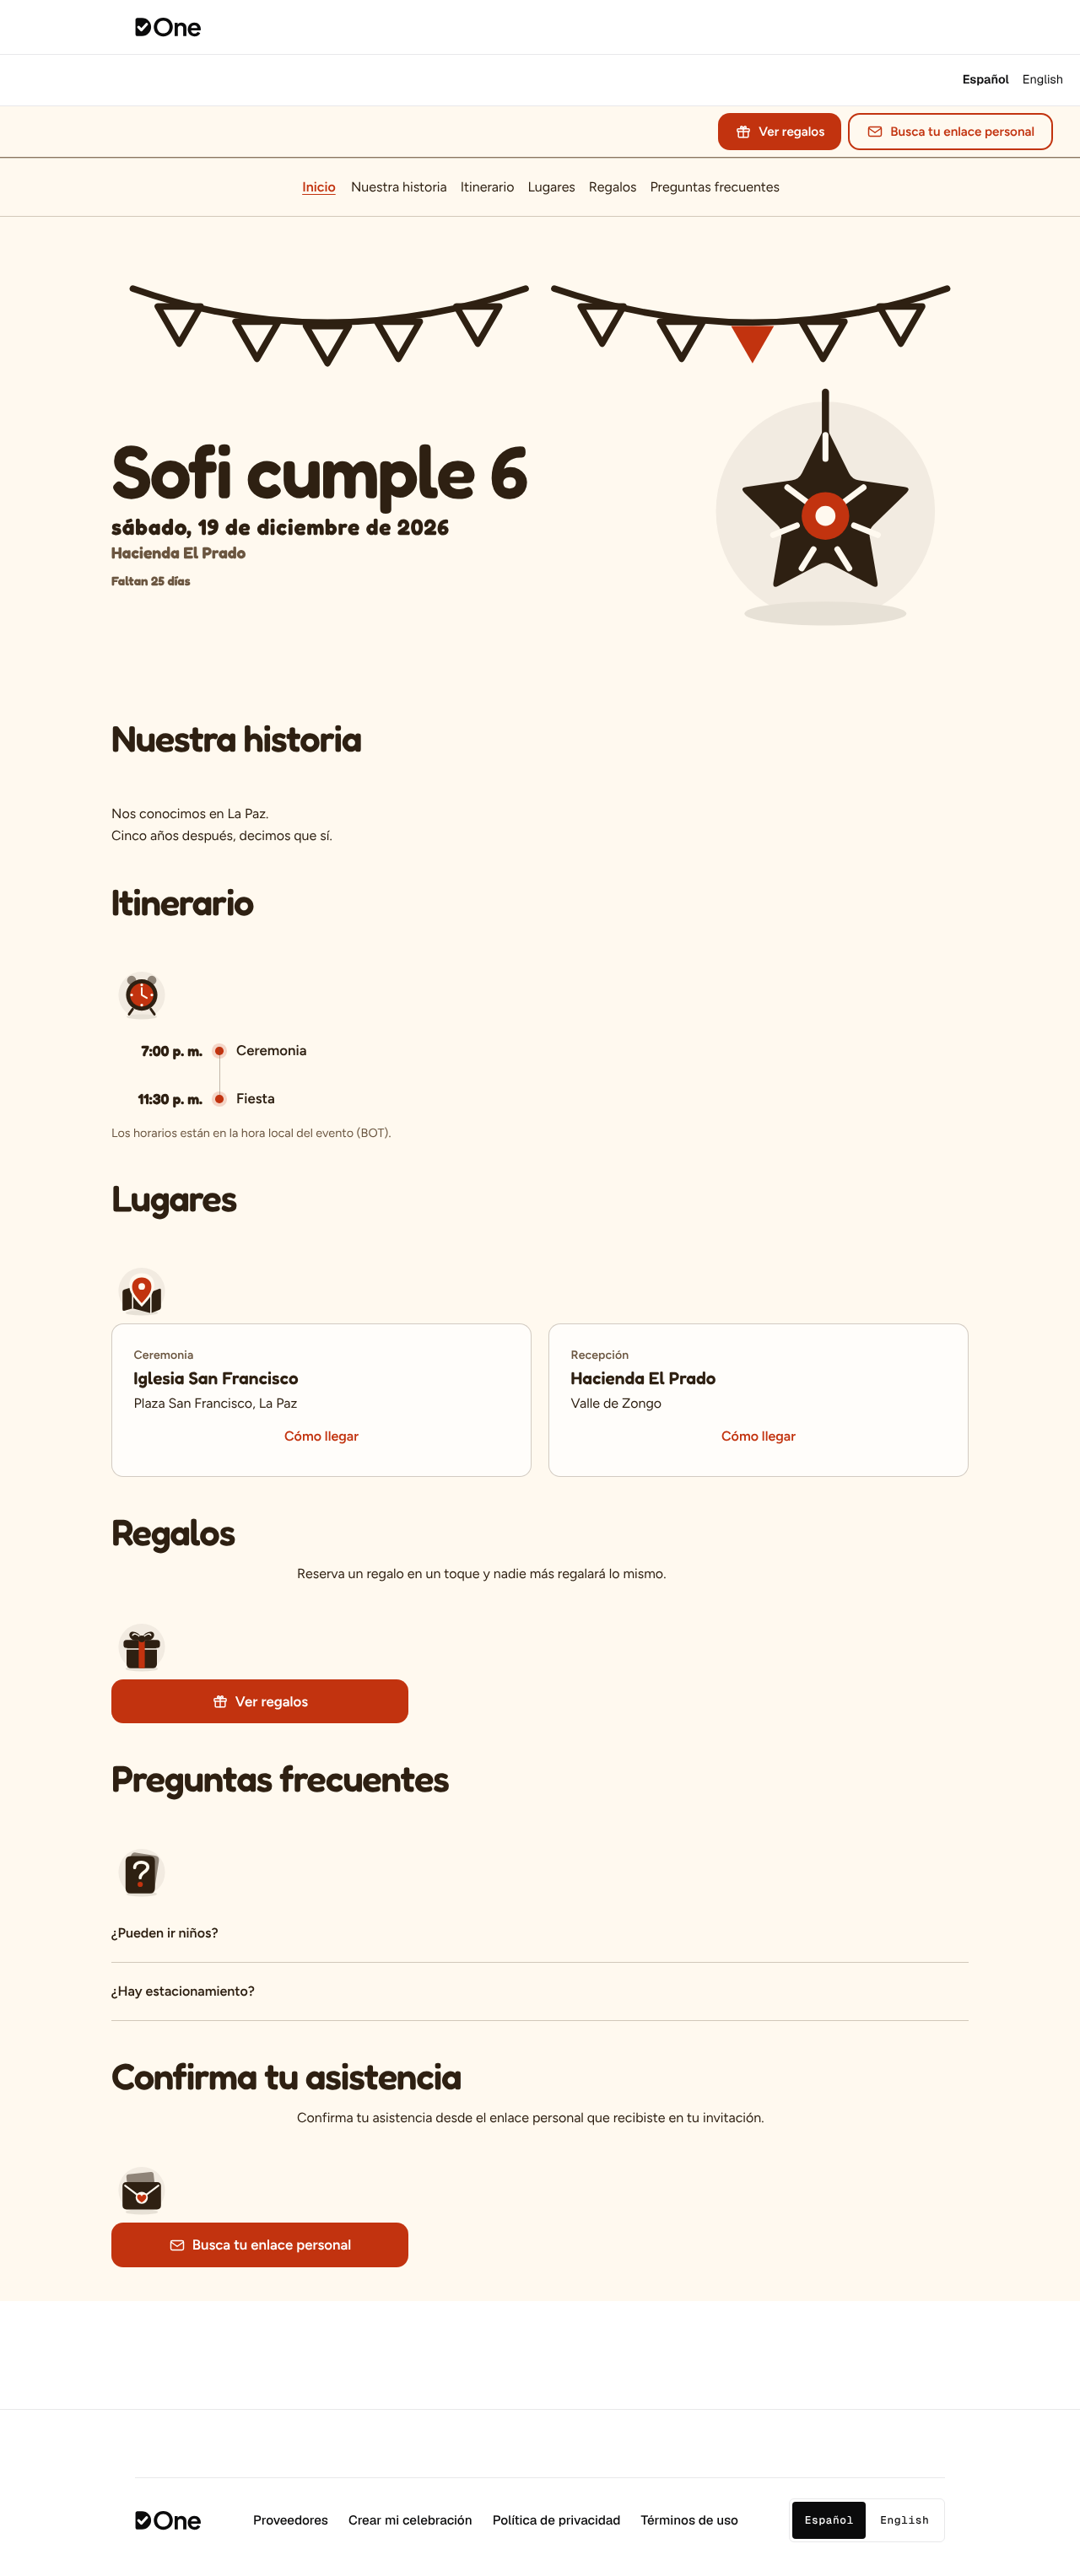 One
Español English
Ver regalos Busca tu enlace personal
Inicio Nuestra historia Itinerario Lugares Regalos Preguntas frecuentes
Sofi cumple 6
sábado, 19 de diciembre de 2026
Hacienda El Prado
Faltan 25 días
Nuestra historia
Nos conocimos en La Paz.
Cinco años después, decimos que sí.
Itinerario
7:00 p. m. Ceremonia
11:30 p. m. Fiesta
Los horarios están en la hora local del evento (BOT).
Lugares
Ceremonia
Iglesia San Francisco
Plaza San Francisco, La Paz
Cómo llegar
Recepción
Hacienda El Prado
Valle de Zongo
Cómo llegar
Regalos
Reserva un regalo en un toque y nadie más regalará lo mismo.
Ver regalos
Preguntas frecuentes
?
¿Pueden ir niños?
¿Hay estacionamiento?
Confirma tu asistencia
Confirma tu asistencia desde el enlace personal que recibiste en tu invitación.
Busca tu enlace personal
One Proveedores Crear mi celebración Política de privacidad Términos de uso Español English